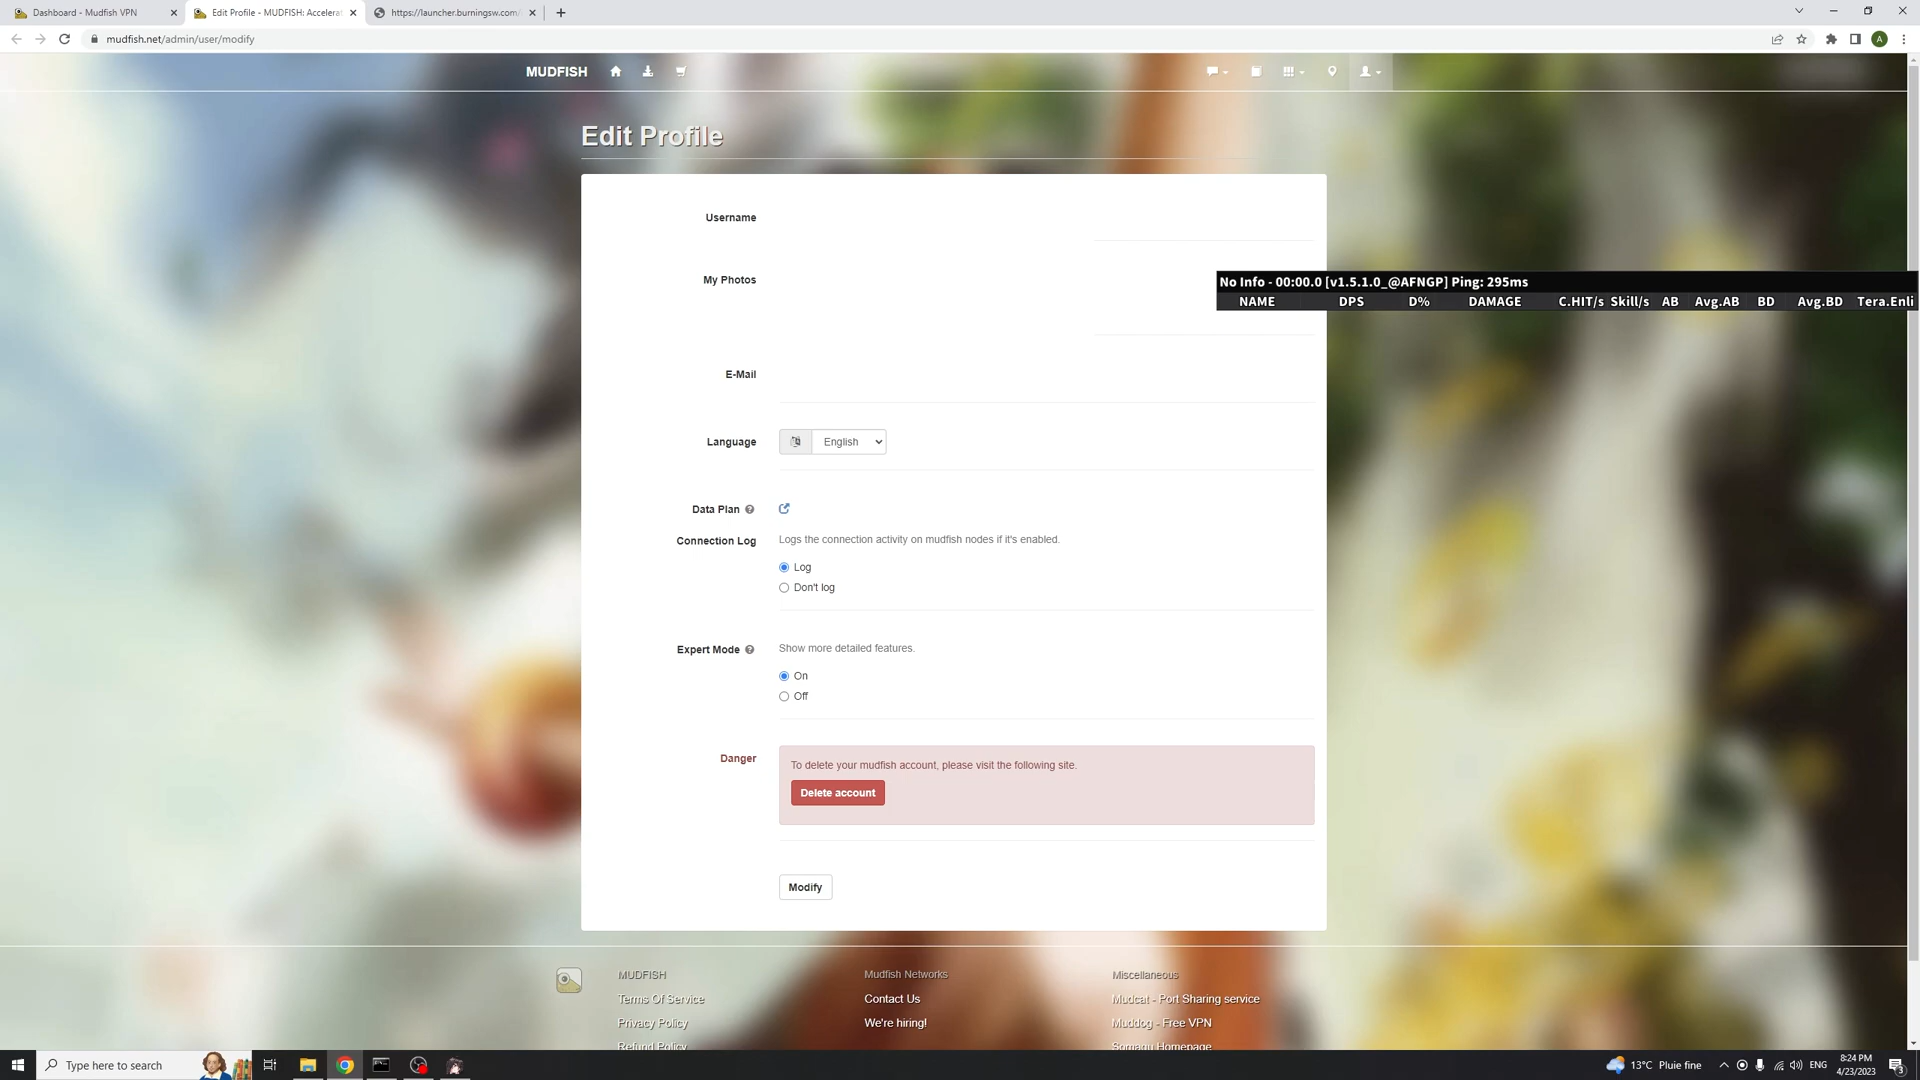 Dashboard - Mudfish VPN
Edit Profile - MUDFISH: Accelerat
https://launcher.burningsw.com/
mudfish.net/admin/user/modify
A
MUDFISH
Edit Profile
Username
My Photos
No Info - 00:00.0 [v1.5.1.0_@AFNGP] Ping: 295ms
NAME DPS D% DAMAGE C.HIT/s Skill/s AB Avg.AB BD Avg.BD Tera.Enli
E-Mail
Language English
Data Plan
Connection Log Logs the connection activity on mudfish nodes if it's enabled.
Log
Don't log
Expert Mode Show more detailed features.
On
Off
Danger To delete your mudfish account, please visit the following site.
Delete account
Modify
MUDFISH Mudfish Networks Miscellaneous
Terms Of Service Contact Us Mudcat - Port Sharing service
Privacy Policy We're hiring! Muddog - Free VPN
Refund Policy Somagu Homepage
Type here to search
13°C Pluie fine
ENG
8:24 PM
4/23/2023
3